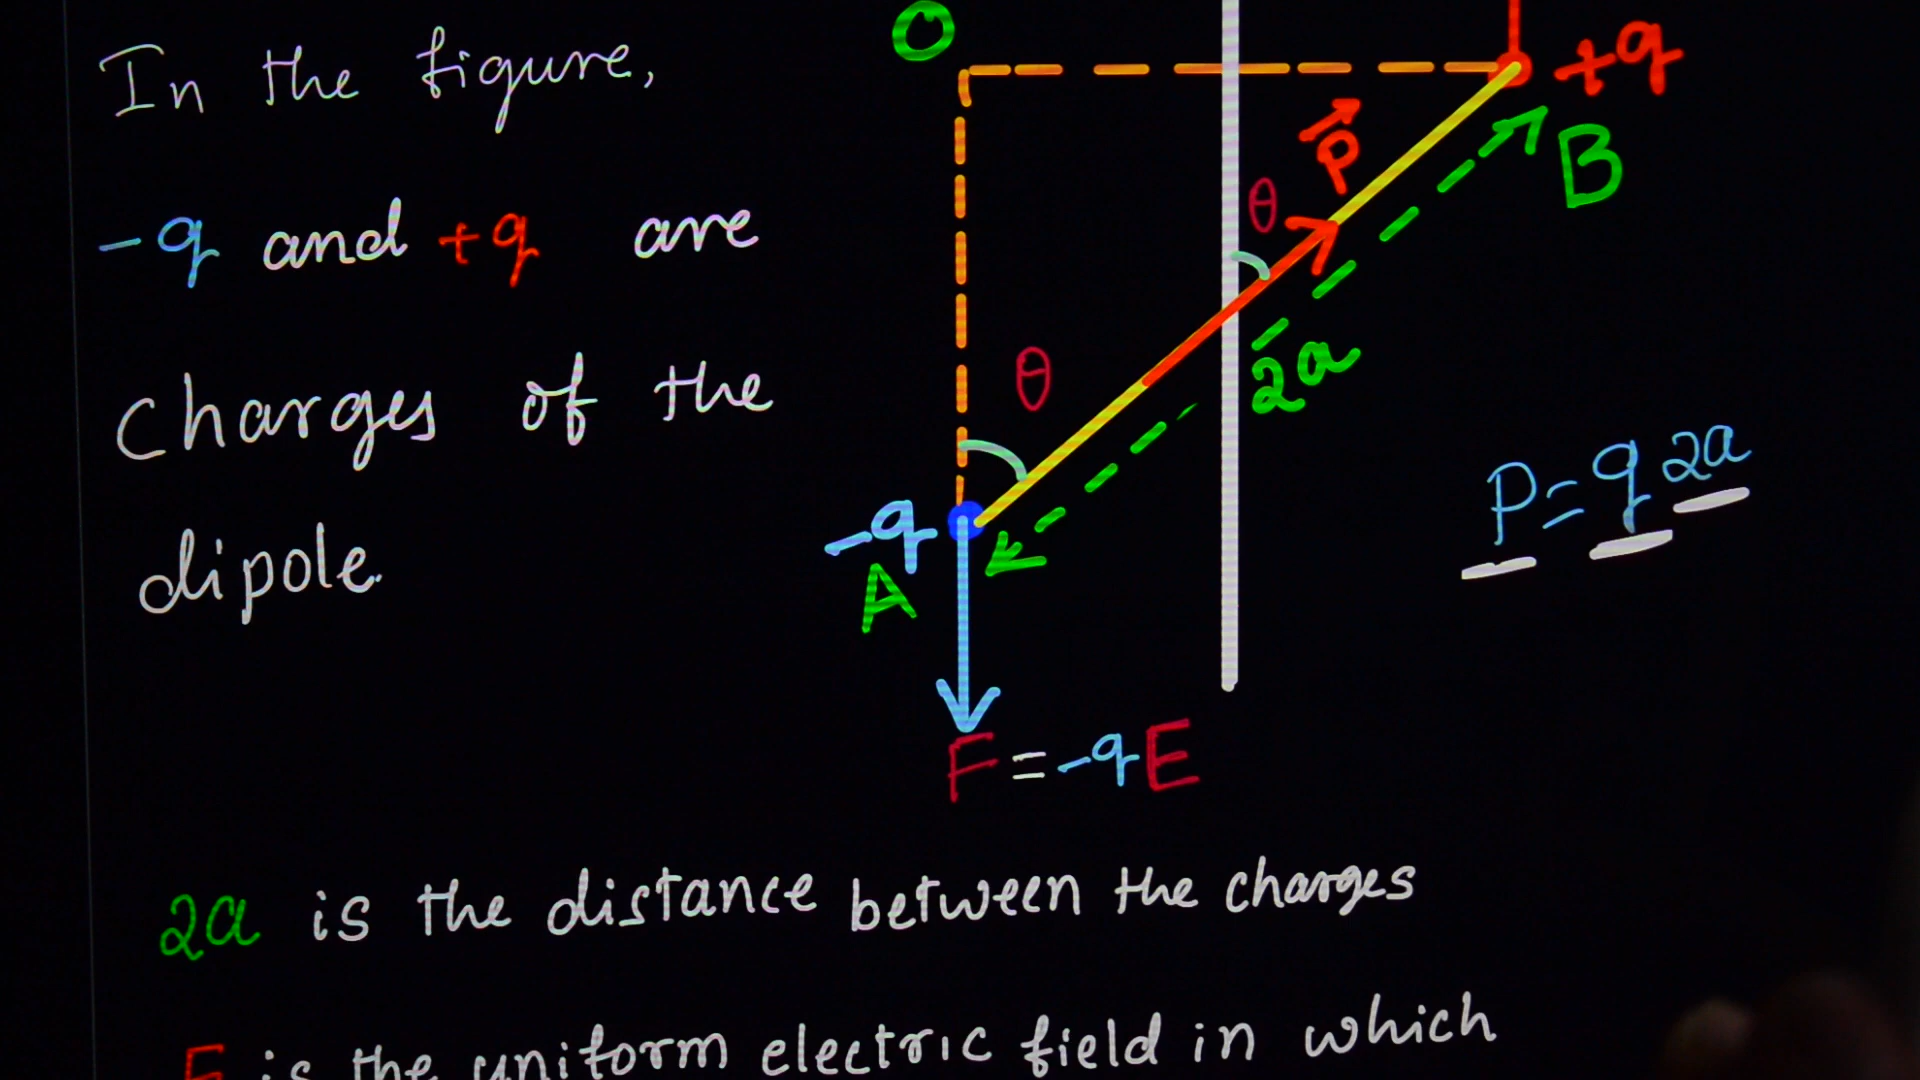 In the figure,
-q and +q are
charges of the
dipole.
O
+q
p
B
θ
θ
2a
-q
A
P = q 2a
F = -qE
2a is the distance between the charges
E is the uniform electric field in which